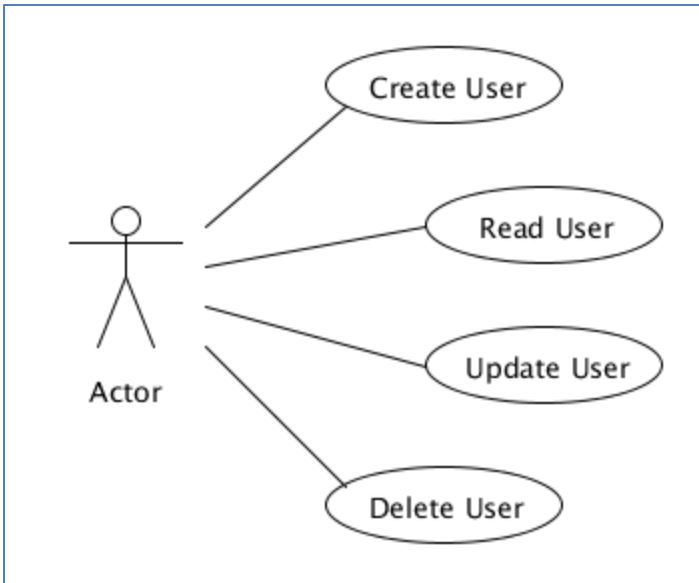 Create User
Read User
Actor
Update User
Delete User